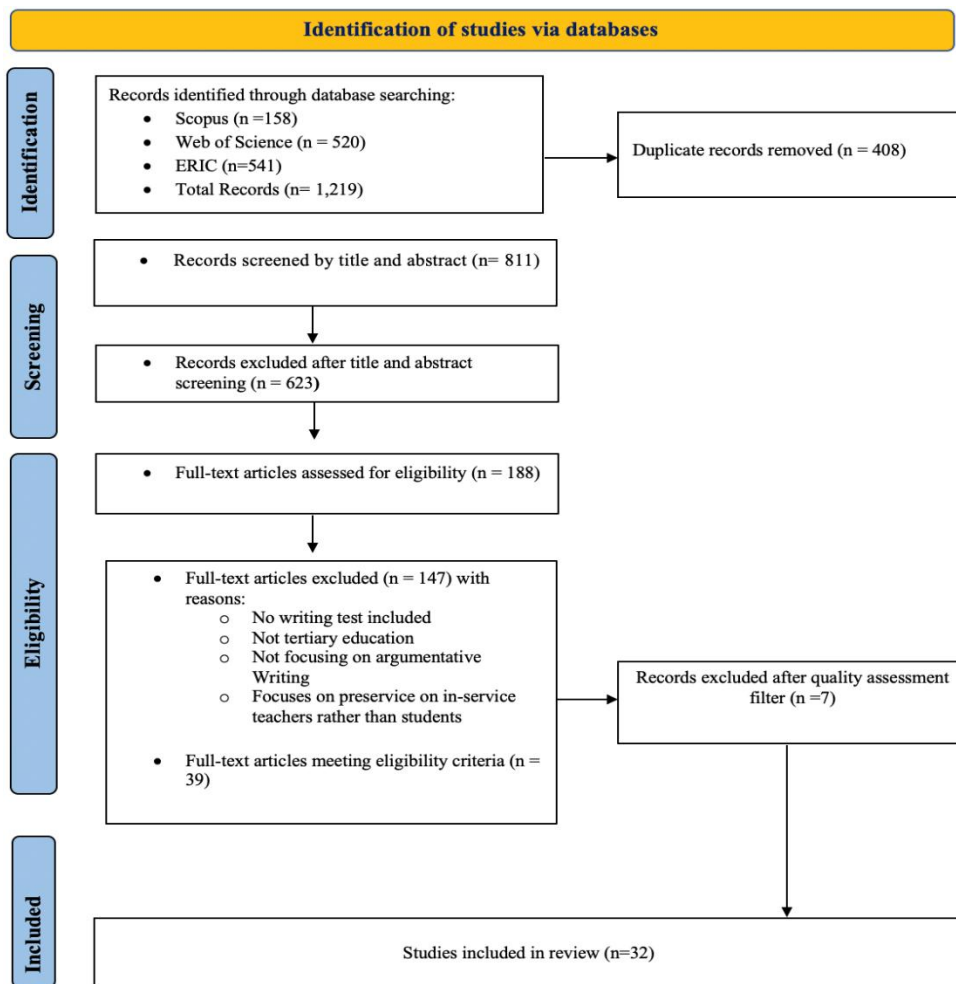 Identification of studies via databases
Identification
Records identified through database searching:
• Scopus (n =158)
• Web of Science (n = 520)
• ERIC (n=541)
• Total Records (n= 1,219)
Duplicate records removed (n = 408)
Screening
• Records screened by title and abstract (n= 811)
• Records excluded after title and abstract
screening (n = 623)
Eligibility
• Full-text articles assessed for eligibility (n = 188)
• Full-text articles excluded (n = 147) with
reasons:
o No writing test included
o Not tertiary education
o Not focusing on argumentative
Writing
o Focuses on preservice on in-service
teachers rather than students
• Full-text articles meeting eligibility criteria (n =
39)
Records excluded after quality assessment
filter (n =7)
Included
Studies included in review (n=32)